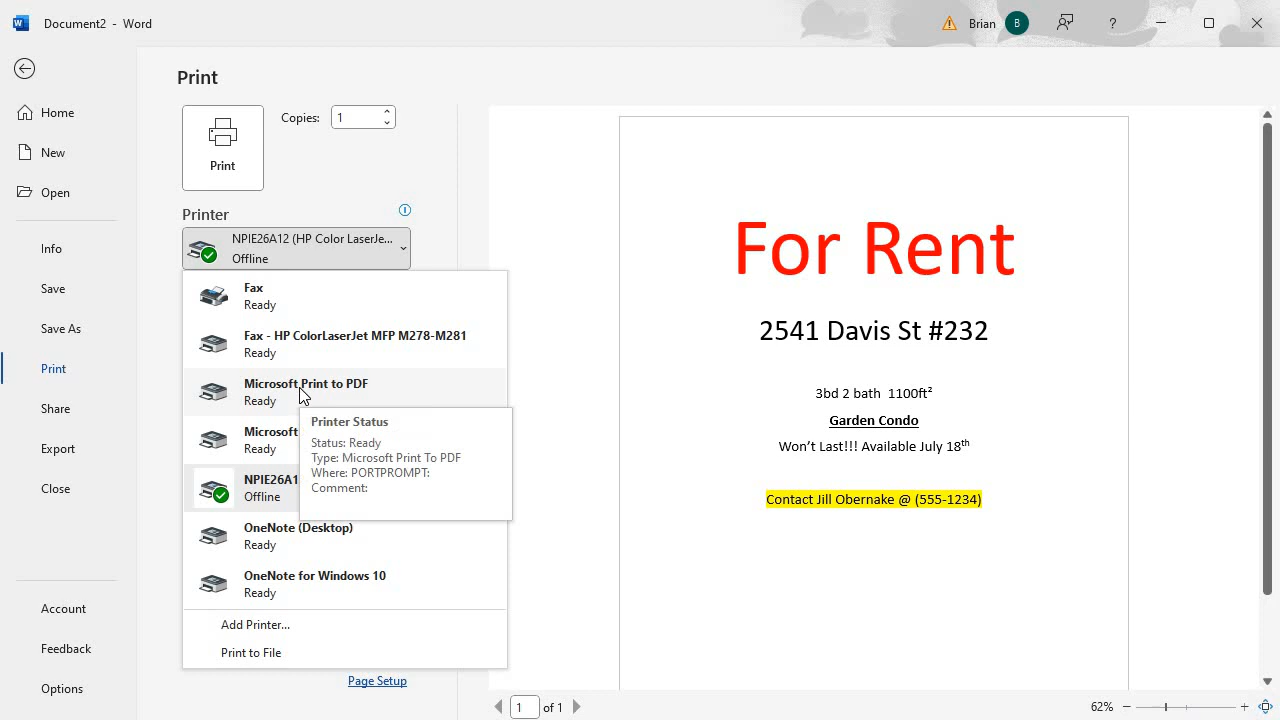 Document2 - Word
Brian
B
?
Print
Home
New
Open
Info
Save
Save As
Print
Share
Export
Close
Account
Feedback
Options
Print
Copies: 1
Printer
NPIE26A12 (HP Color LaserJe...
Offline
Fax
Ready
Fax - HP ColorLaserJet MFP M278-M281
Ready
Microsoft Print to PDF
Ready
Microsoft
Ready
NPIE26A1
Offline
Printer Status
Status: Ready
Type: Microsoft Print To PDF
Where: PORTPROMPT:
Comment:
OneNote (Desktop)
Ready
OneNote for Windows 10
Ready
Add Printer...
Print to File
Page Setup
For Rent
2541 Davis St #232
3bd 2 bath 1100ft²
Garden Condo
Won't Last!!! Available July 18th
Contact Jill Obernake @ (555-1234)
1 of 1
62%